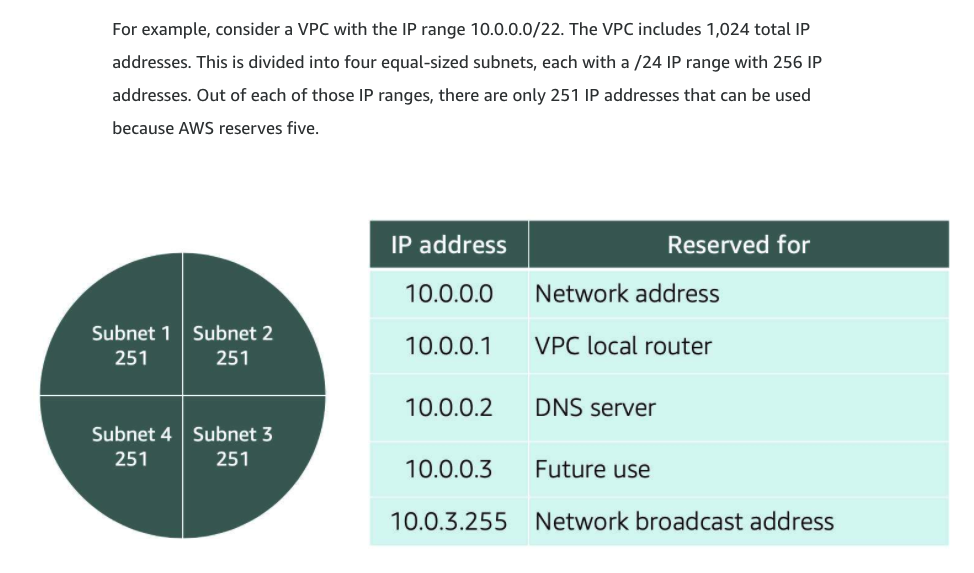 For example, consider a VPC with the IP range 10.0.0.0/22. The VPC includes 1,024 total IP
addresses. This is divided into four equal-sized subnets, each with a /24 IP range with 256 IP
addresses. Out of each of those IP ranges, there are only 251 IP addresses that can be used
because AWS reserves five.
Subnet 1
251
Subnet 2
251
Subnet 4
251
Subnet 3
251
IP address Reserved for
10.0.0.0 Network address
10.0.0.1 VPC local router
10.0.0.2 DNS server
10.0.0.3 Future use
10.0.3.255 Network broadcast address